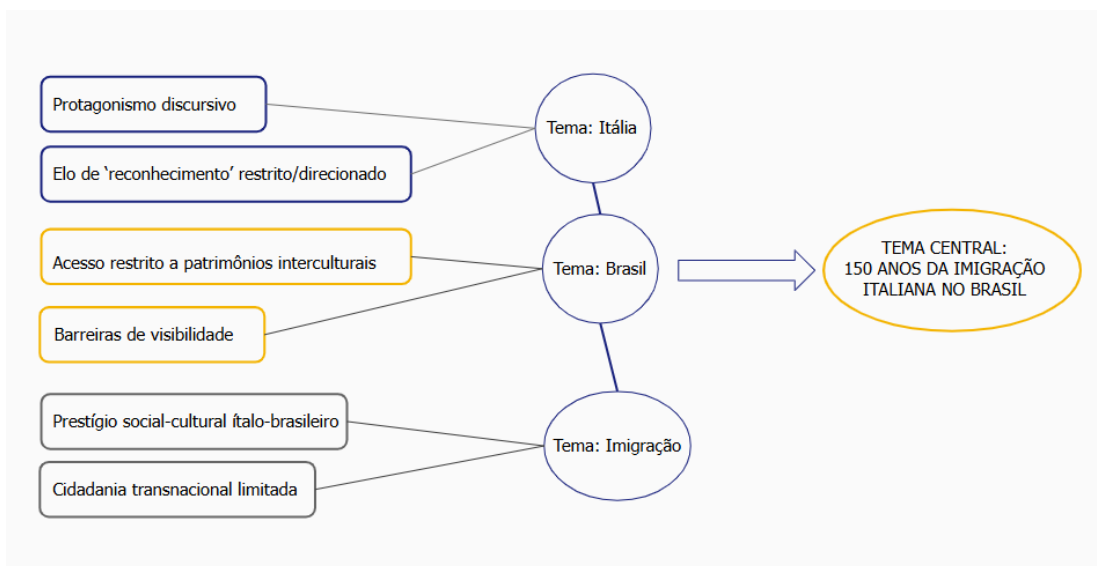 Protagonismo discursivo
Elo de ‘reconhecimento’ restrito/direcionado
Tema: Itália
Acesso restrito a patrimônios interculturais
Barreiras de visibilidade
Tema: Brasil
Prestígio social-cultural ítalo-brasileiro
Cidadania transnacional limitada
Tema: Imigração
TEMA CENTRAL:
150 ANOS DA IMIGRAÇÃO
ITALIANA NO BRASIL